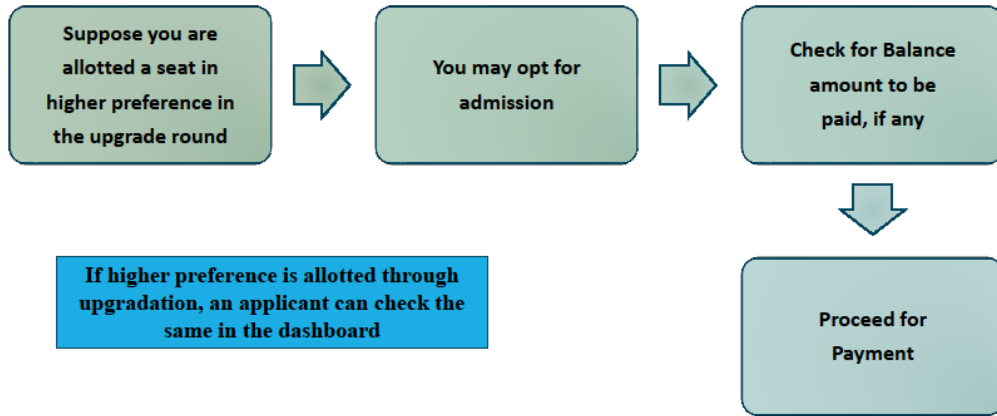 Suppose you are
allotted a seat in
higher preference in
the upgrade round
You may opt for
admission
Check for Balance
amount to be
paid, if any
If higher preference is allotted through
upgradation, an applicant can check the
same in the dashboard
Proceed for
Payment